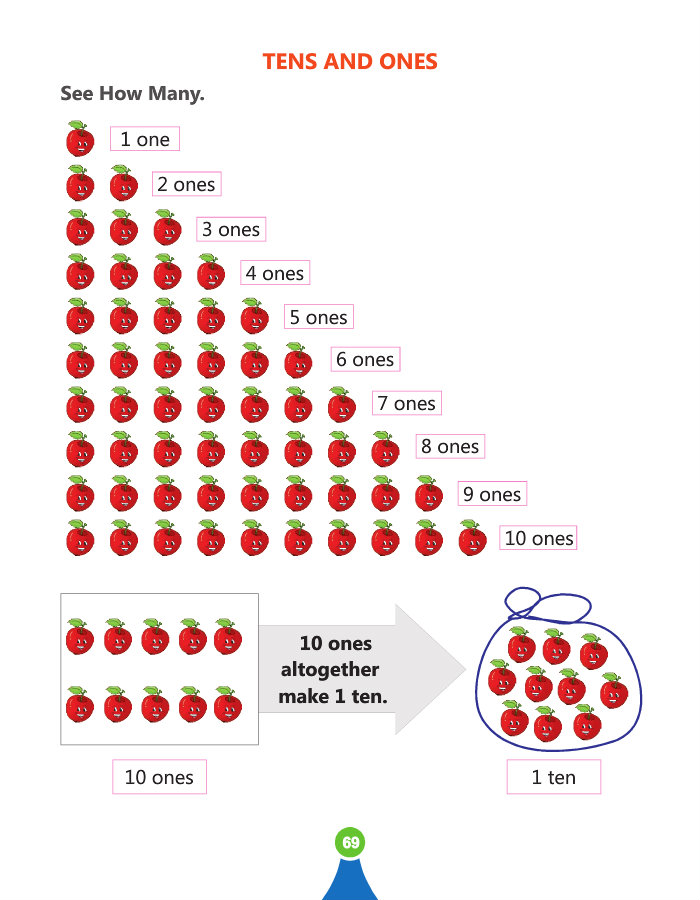 TENS AND ONES
See How Many.
1 one
2 ones
3 ones
4 ones
5 ones
6 ones
7 ones
8 ones
9 ones
10 ones
10 ones
altogether
make 1 ten.
10 ones
1 ten
69